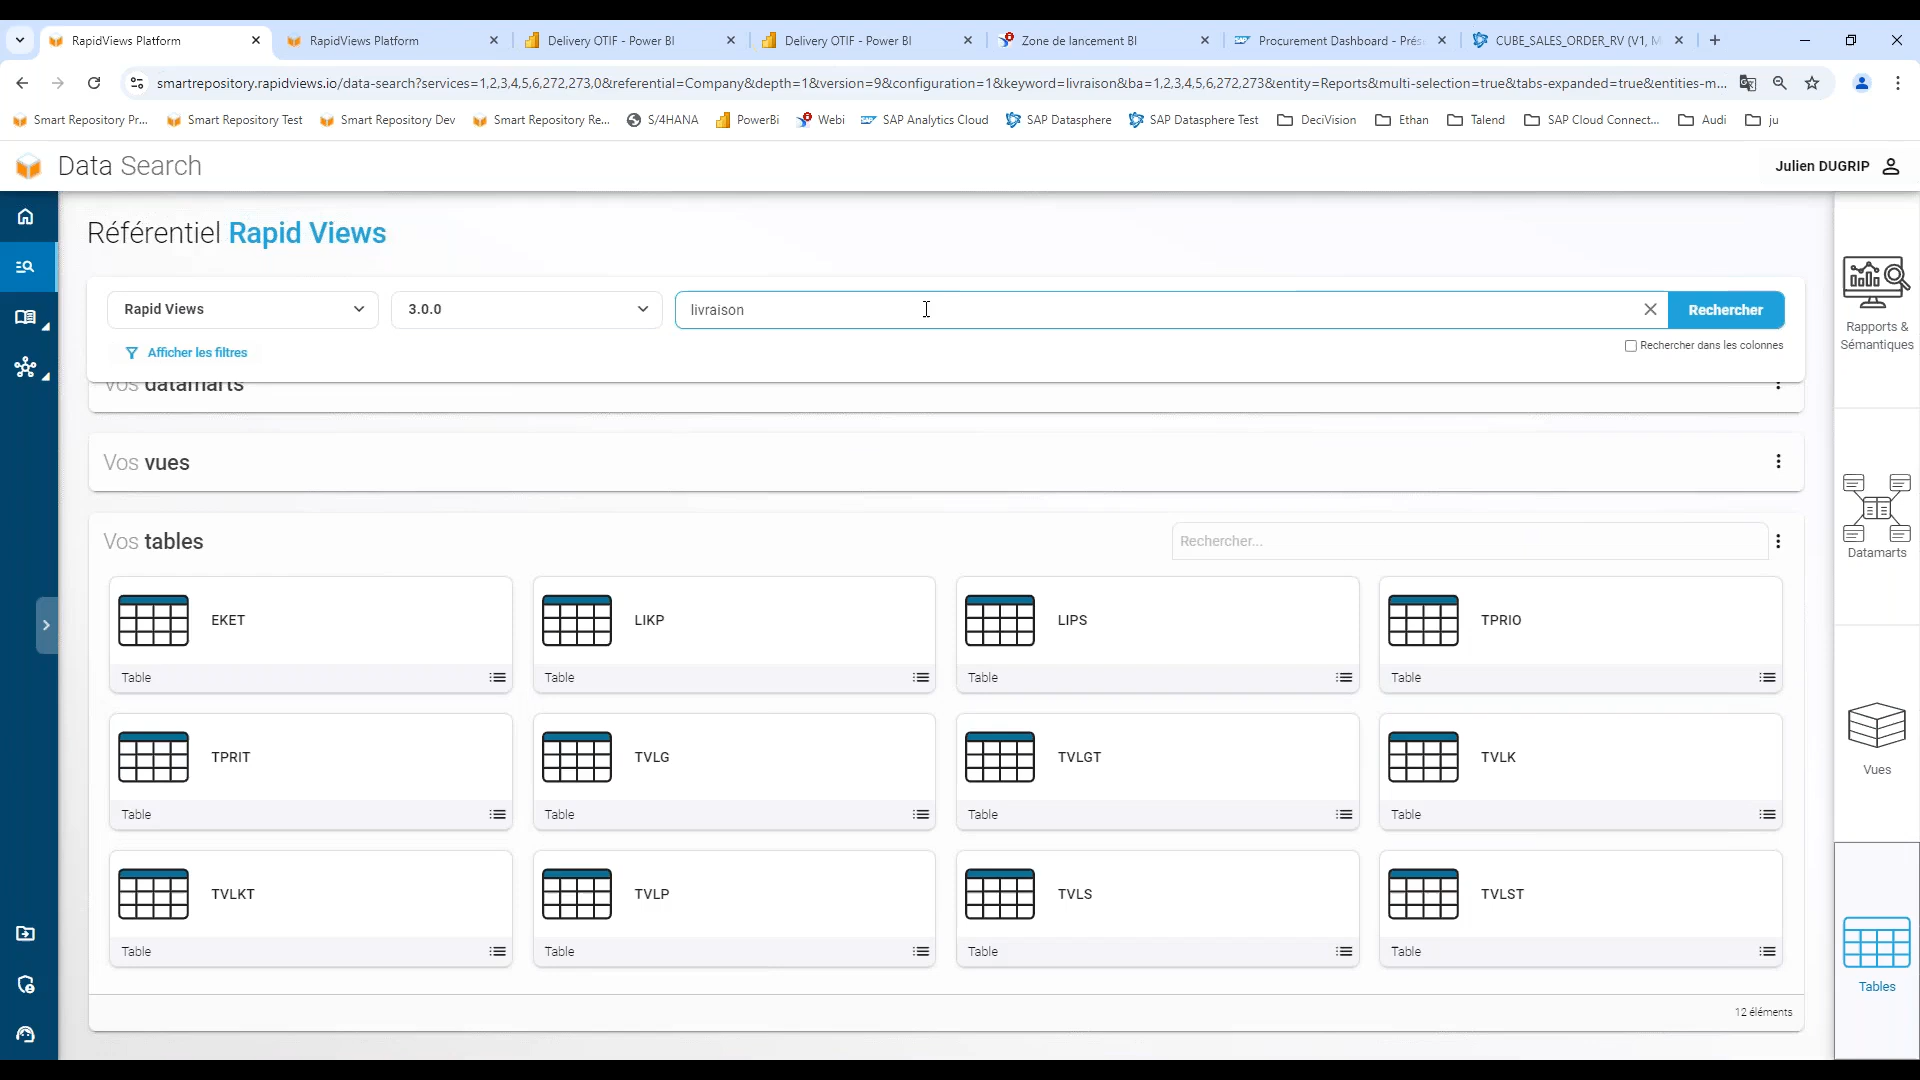 RapidViews Platform
RapidViews Platform
Delivery OTIF - Power BI
Delivery OTIF - Power BI
Zone de lancement BI
Procurement Dashboard - Prés
CUBE_SALES_ORDER_RV (V1, M
smartrepository.rapidviews.io/data-search?services=1,2,3,4,5,6,272,273,0&referential=Company&depth=1&version=9&configuration=1&keyword=livraison&ba=1,2,3,4,5,6,272,273&entity=Reports&multi-selection=true&tabs-expanded=true&entities-m...
Smart Repository Pr...
Smart Repository Test
Smart Repository Dev
Smart Repository Re...
S/4HANA
PowerBi
Webi
SAP Analytics Cloud
SAP Datasphere
SAP Datasphere Test
DeciVision
Ethan
Talend
SAP Cloud Connect...
Audi
ju
Data Search
Julien DUGRIP
Référentiel Rapid Views
Rapid Views
3.0.0
livraison
Rechercher
Afficher les filtres
Rechercher dans les colonnes
Vos datamarts
Vos vues
Vos tables
Rechercher...
EKET
LIKP
LIPS
TPRIO
Table
Table
Table
Table
TPRIT
TVLG
TVLGT
TVLK
Table
Table
Table
Table
TVLKT
TVLP
TVLS
TVLST
Table
Table
Table
Table
12 éléments
Rapports &
Sémantiques
Datamarts
Vues
Tables